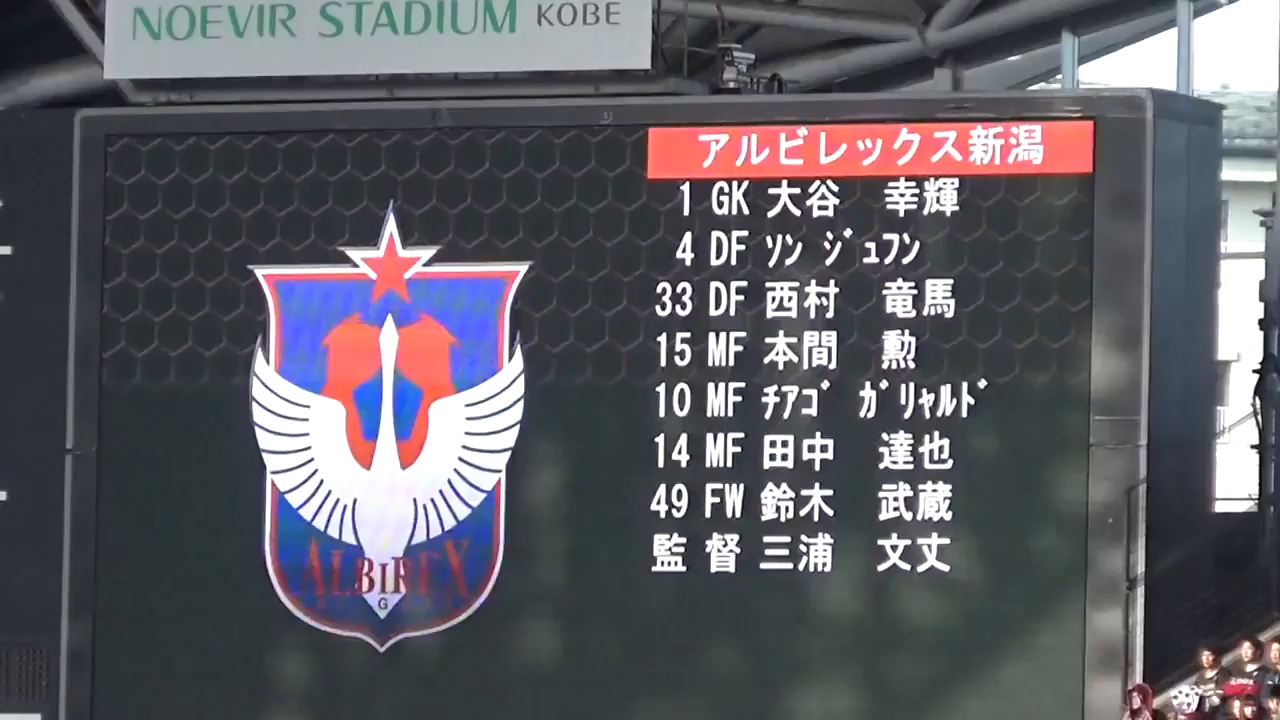 NOEVIR STADIUM KOBE
アルビレックス新潟
1 GK 大谷 幸輝
4 DF ソン ジュフン
33 DF 西村 竜馬
15 MF 本間 勲
10 MF チアゴ ガリャルド
14 MF 田中 達也
49 FW 鈴木 武蔵
監 督 三浦 文丈
ALBIREX
G